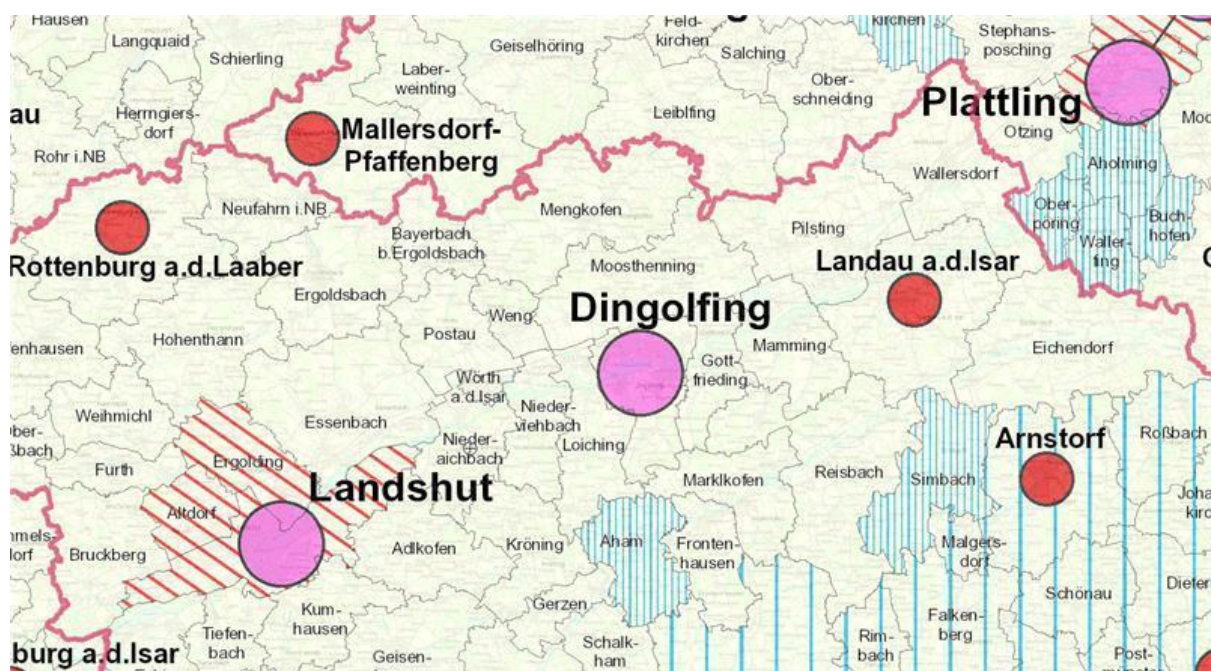 Hausen
Langquaid
Schierling
Geiselhöring
Feld-
kirchen
Salching
kirchen
Stephans-
posching
Laber-
weinting
Ober-
schneiding
Plattling
au
Herrngiers-
dorf
Mallersdorf-
Pfaffenberg
Leiblfing
Otzing
Rohr i.NB
Aholming
Wallersdorf
Neufahrn i.NB
Mengkofen
Ober-
pöring
Buch-
hofen
Pilsting
Bayerbach
b.Ergoldsbach
Waller-
fing
Rottenburg a.d.Laaber
Moosthenning
Landau a.d.Isar
Ergoldsbach
Dingolfing
Weng
Postau
Hohenthann
Mamming
Eichendorf
enhausen
Gott-
frieding
Wörth
a.d.Isar
Weihmichl
Essenbach
Nieder-
viehbach
Arnstorf
Roßbach
Nieder-
aichbach
Loiching
Furth
Ergolding
Landshut
Marklkofen
Reisbach
Simbach
Altdorf
Bruckberg
Adlkofen
Kröning
Aham
Fronten-
hausen
Malgers-
dorf
Schönau
Gerzen
Kum-
hausen
Falken-
berg
Tiefen-
bach
Rim-
bach
Schalk-
ham
burg a.d.Isar
Geisen-
Post-